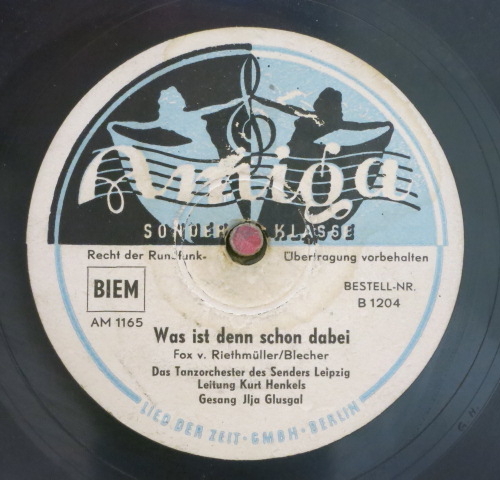 Amiga
SONDER KLASSE
Recht der Rundfunk-Übertragung vorbehalten
BIEM
BESTELL-NR.
B 1204
AM 1165
Was ist denn schon dabei
Fox v. Riethmüller/Blecher
Das Tanzorchester des Senders Leipzig
Leitung Kurt Henkels
Gesang Jlja Glusgal
LIED DER ZEIT · GMBH · BERLIN